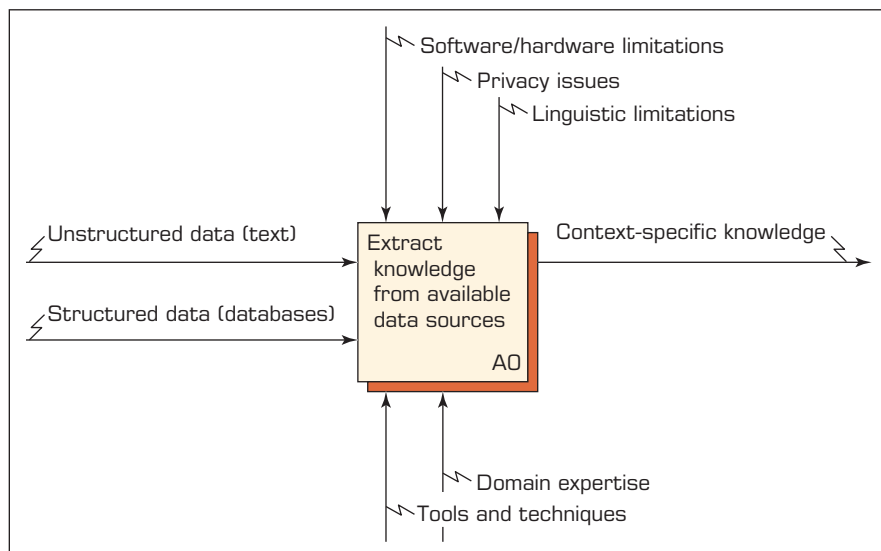 Software/hardware limitations
Privacy issues
Linguistic limitations
Unstructured data (text)
Structured data (databases)
Extract
knowledge
from available
data sources
A0
Context-specific knowledge
Domain expertise
Tools and techniques